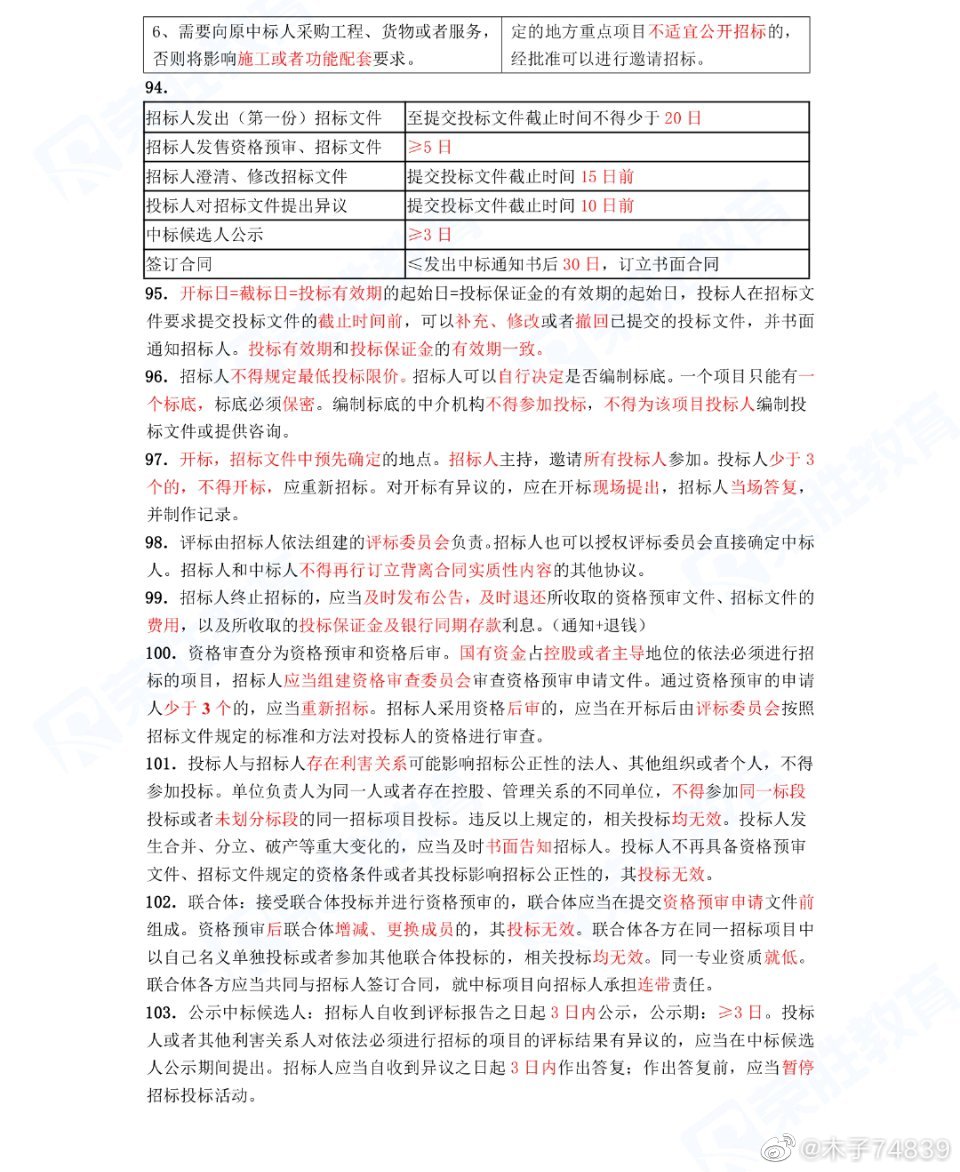 6、需要向原中标人采购工程、货物或者服务，
否则将影响施工或者功能配套要求。
定的地方重点项目不适宜公开招标的，
经批准可以进行邀请招标。
94.
招标人发出（第一份）招标文件 至提交投标文件截止时间不得少于 20 日
招标人发售资格预审、招标文件 ≥5 日
招标人澄清、修改招标文件 提交投标文件截止时间 15 日前
投标人对招标文件提出异议 提交投标文件截止时间 10 日前
中标候选人公示 ≥3 日
签订合同 ≤发出中标通知书后 30 日，订立书面合同
95. 开标日=截标日=投标有效期的起始日=投标保证金的有效期的起始日，投标人在招标文
件要求提交投标文件的截止时间前，可以补充、修改或者撤回已提交的投标文件，并书面
通知招标人。投标有效期和投标保证金的有效期一致。
96. 招标人不得规定最低投标限价。招标人可以自行决定是否编制标底。一个项目只能有一
个标底，标底必须保密。编制标底的中介机构不得参加投标，不得为该项目投标人编制投
标文件或提供咨询。
97. 开标，招标文件中预先确定的地点。招标人主持，邀请所有投标人参加。投标人少于 3
个的，不得开标，应重新招标。对开标有异议的，应在开标现场提出，招标人当场答复，
并制作记录。
98. 评标由招标人依法组建的评标委员会负责。招标人也可以授权评标委员会直接确定中标
人。招标人和中标人不得再行订立背离合同实质性内容的其他协议。
99. 招标人终止招标的，应当及时发布公告，及时退还所收取的资格预审文件、招标文件的
费用，以及所收取的投标保证金及银行同期存款利息。（通知+退钱）
100. 资格审查分为资格预审和资格后审。国有资金占控股或者主导地位的依法必须进行招
标的项目，招标人应当组建资格审查委员会审查资格预审申请文件。通过资格预审的申请
人少于 3 个的，应当重新招标。招标人采用资格后审的，应当在开标后由评标委员会按照
招标文件规定的标准和方法对投标人的资格进行审查。
101. 投标人与招标人存在利害关系可能影响招标公正性的法人、其他组织或者个人，不得
参加投标。单位负责人为同一人或者存在控股、管理关系的不同单位，不得参加同一标段
投标或者未划分标段的同一招标项目投标。违反以上规定的，相关投标均无效。投标人发
生合并、分立、破产等重大变化的，应当及时书面告知招标人。投标人不再具备资格预审
文件、招标文件规定的资格条件或者其投标影响招标公正性的，其投标无效。
102. 联合体：接受联合体投标并进行资格预审的，联合体应当在提交资格预审申请文件前
组成。资格预审后联合体增减、更换成员的，其投标无效。联合体各方在同一招标项目中
以自己名义单独投标或者参加其他联合体投标的，相关投标均无效。同一专业资质就低。
联合体各方应当共同与招标人签订合同，就中标项目向招标人承担连带责任。
103. 公示中标候选人：招标人自收到评标报告之日起 3 日内公示，公示期：≥3 日。投标
人或者其他利害关系人对依法必须进行招标的项目的评标结果有异议的，应当在中标候选
人公示期间提出。招标人应当自收到异议之日起 3 日内作出答复；作出答复前，应当暂停
招标投标活动。
荣胜教育
荣胜教育
荣胜教育
荣胜教育
@木子74839